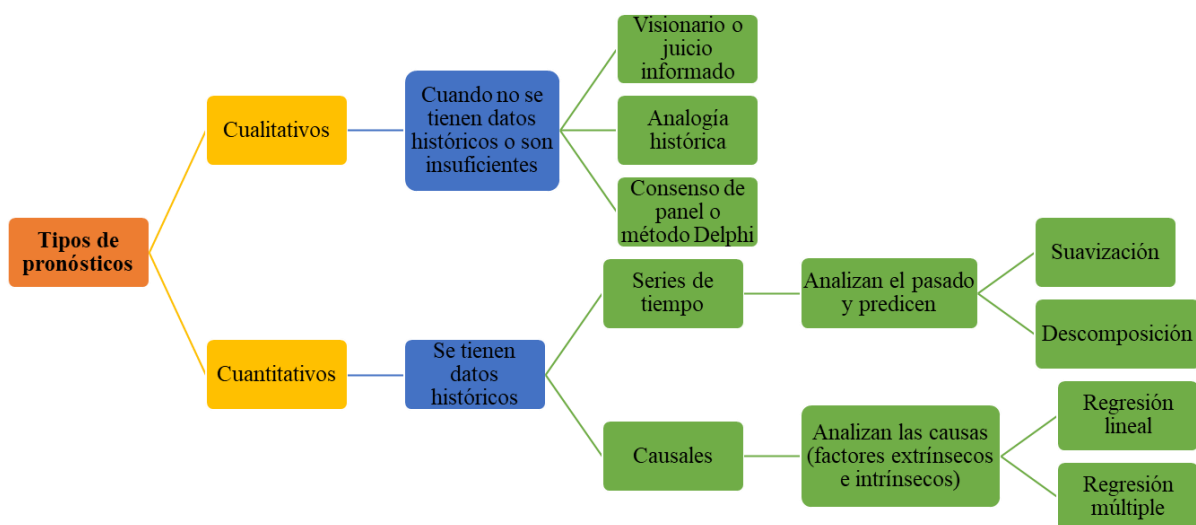 Tipos de
pronósticos
Cualitativos
Cuando no se
tienen datos
históricos o son
insuficientes
Visionario o
juicio
informado
Analogía
histórica
Consenso de
panel o
método Delphi
Cuantitativos
Se tienen
datos
históricos
Series de
tiempo
Analizan el pasado
y predicen
Suavización
Descomposición
Causales
Analizan las causas
(factores extrínsecos
e intrínsecos)
Regresión
lineal
Regresión
múltiple